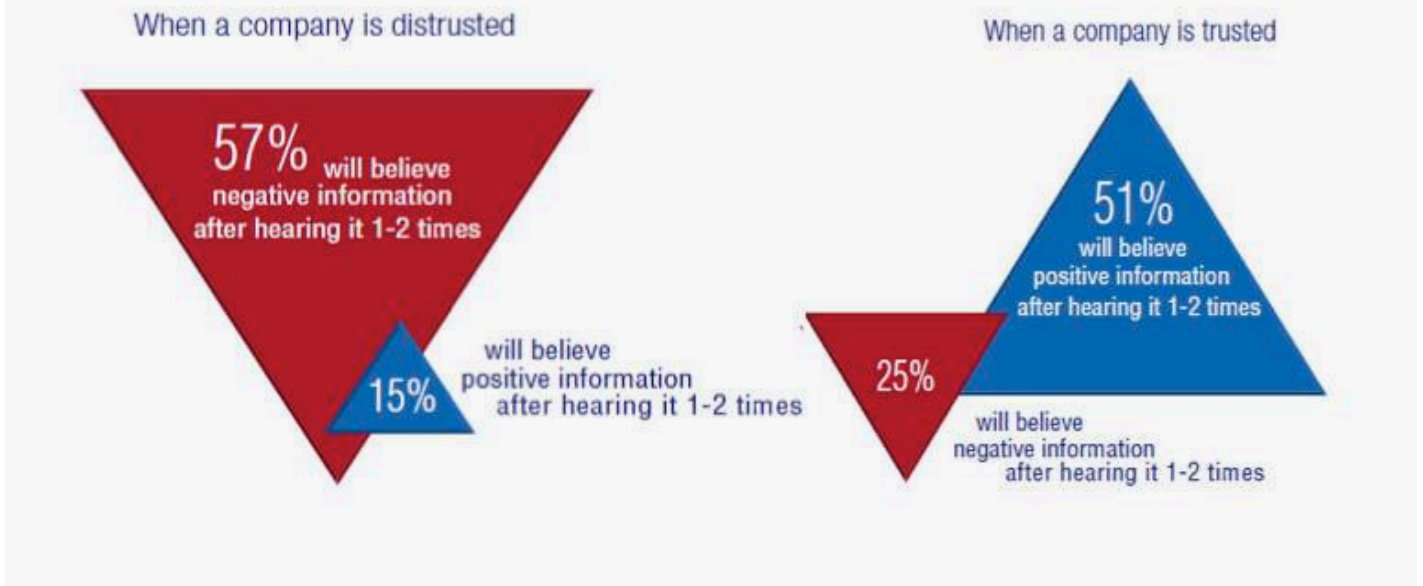 When a company is distrusted
57% will believe
negative information
after hearing it 1-2 times
15%
will believe
positive information
after hearing it 1-2 times
When a company is trusted
51%
will believe
positive information
after hearing it 1-2 times
25%
will believe
negative information
after hearing it 1-2 times